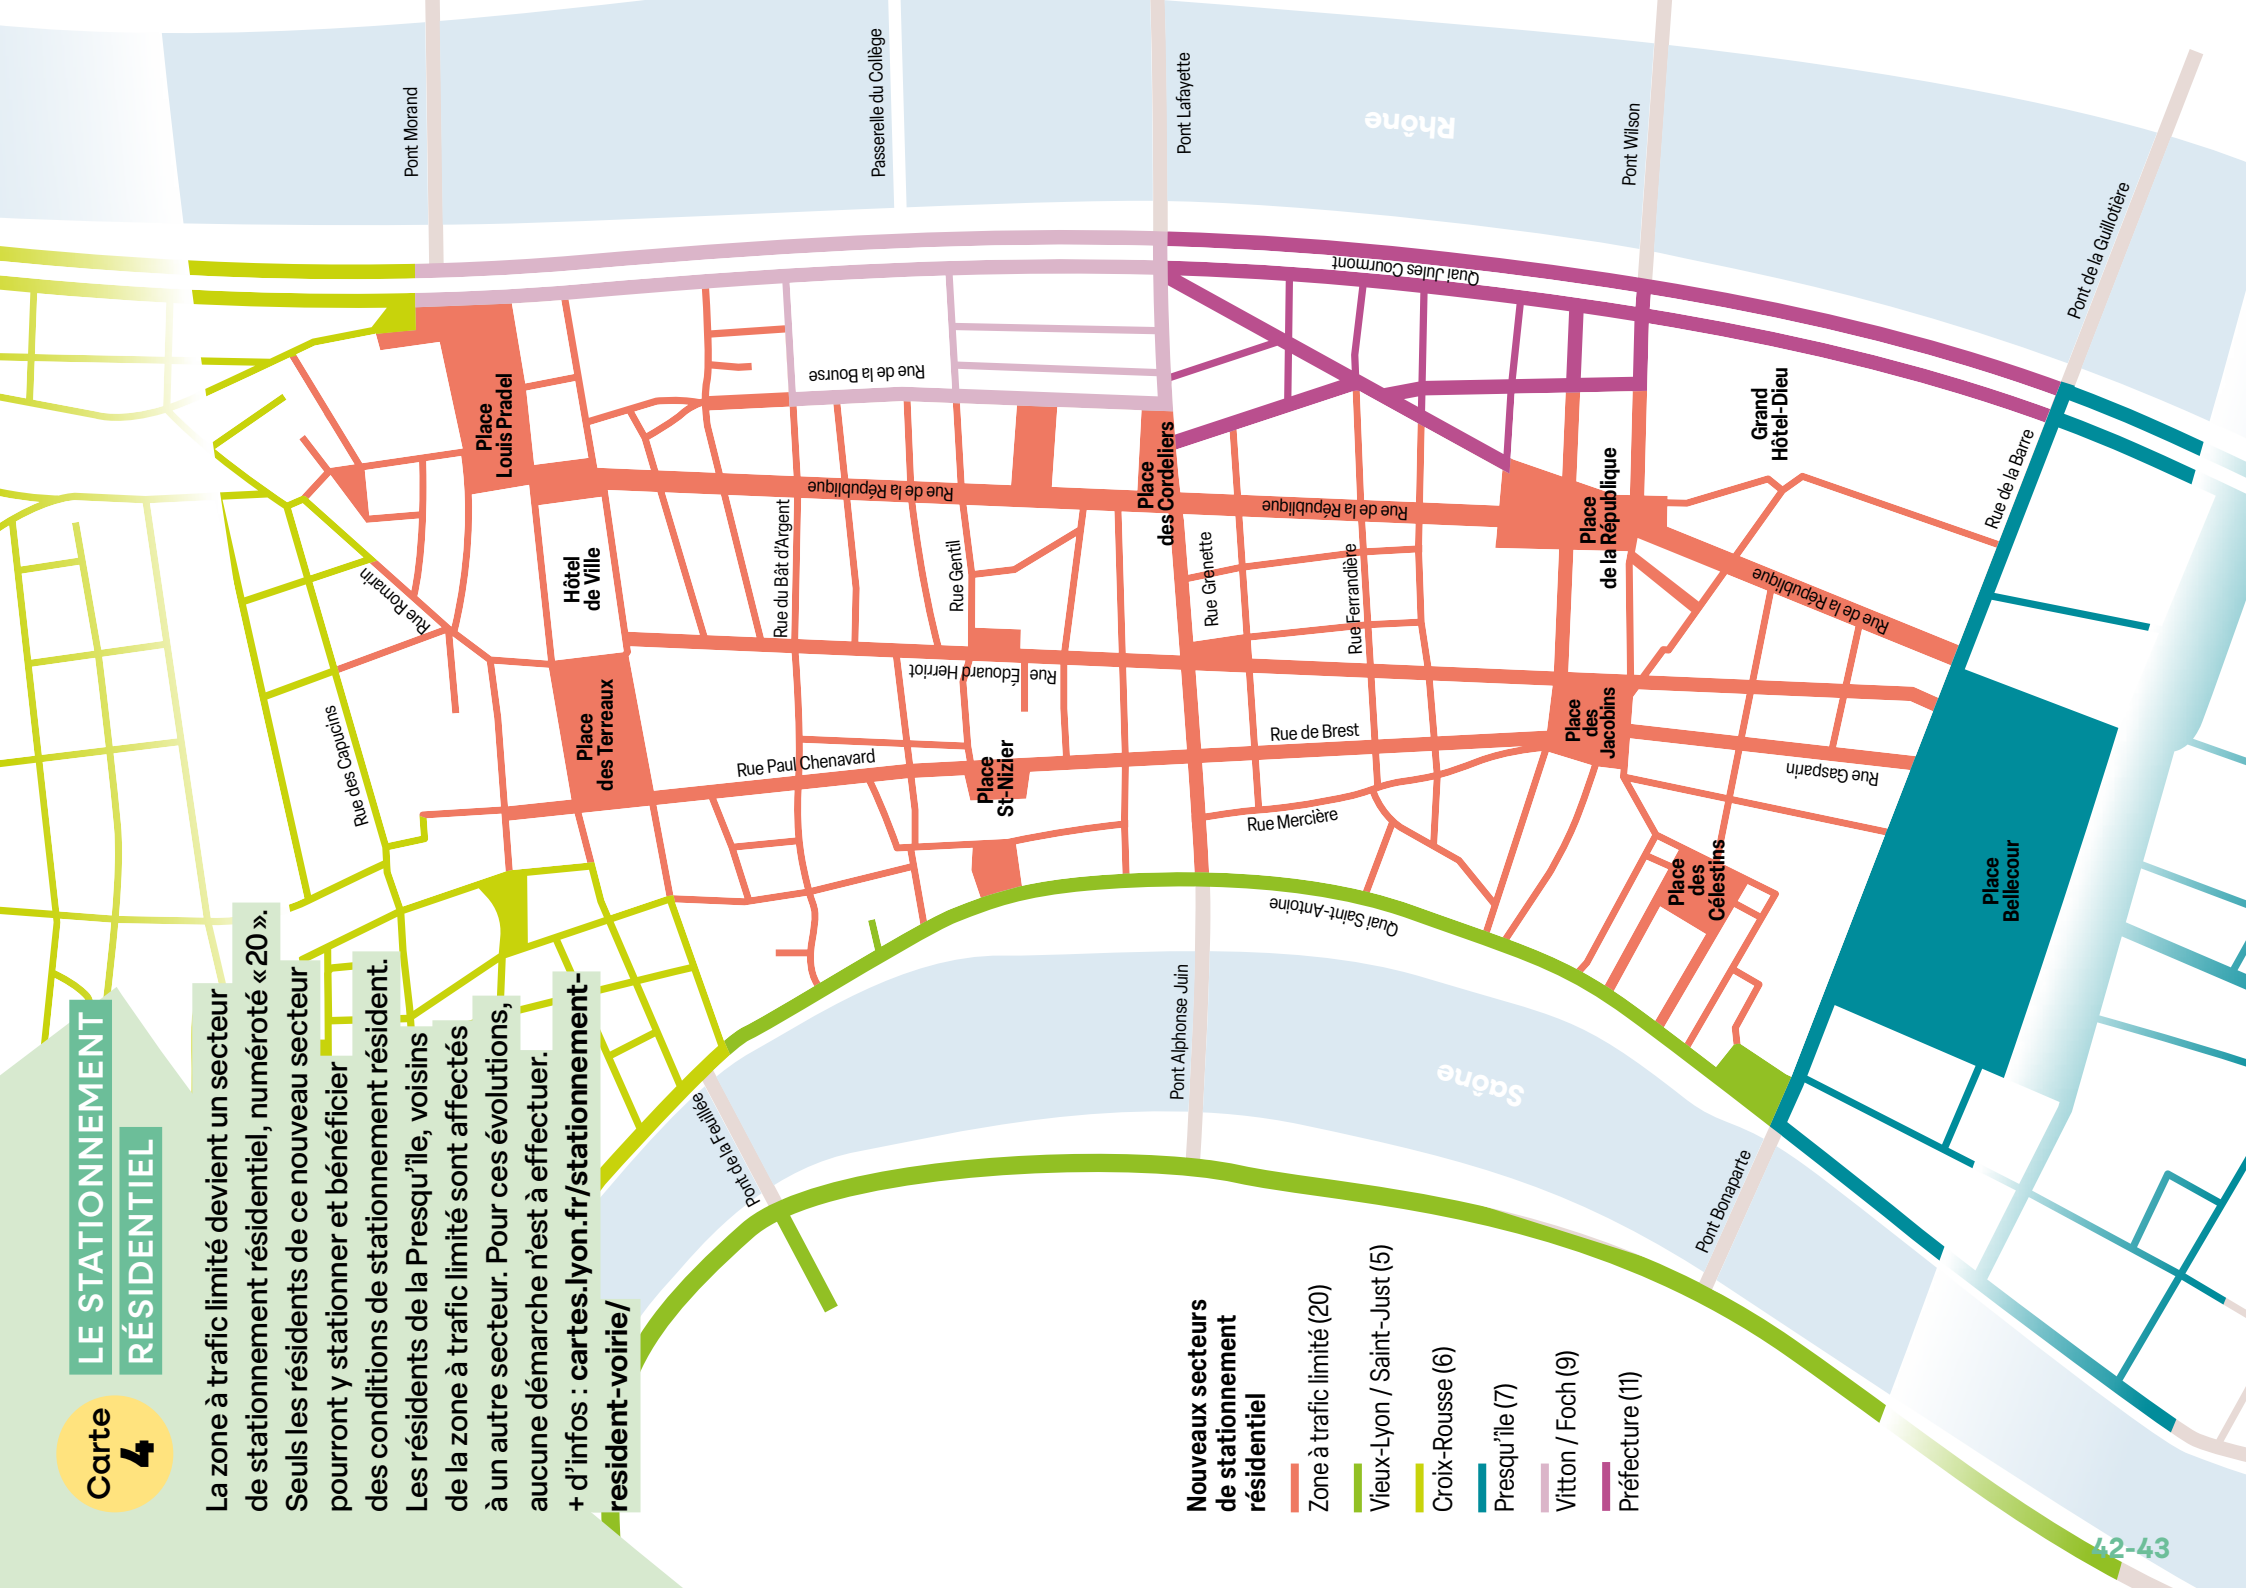 Carte
4
LE STATIONNEMENT
RÉSIDENTIEL
La zone à trafic limité devient un secteur
de stationnement résidentiel, numéroté «20».
Seuls les résidents de ce nouveau secteur
pourront y stationner et bénéficier
des conditions de stationnement résident.
Les résidents de la Presqu’île, voisins
de la zone à trafic limité sont affectés
à un autre secteur. Pour ces évolutions,
aucune démarche n’est à effectuer.
+ d’infos : cartes.lyon.fr/stationnement-
resident-voirie/
Pont Morand
Passerelle du Collège
Pont Lafayette
Rhône
Pont Wilson
Pont de la Guillotière
Quai Jules Courmont
Place
Louis Pradel
Rue de la Bourse
Place
des Cordeliers
Grand
Hôtel-Dieu
Rue de la Barre
Rue de la République
Rue de la République
Place
de la République
Rue de la République
Rue Romarin
Hôtel
de Ville
Rue du Bât d’Argent
Rue Gentil
Rue Grenette
Rue Ferrandière
Rue Édouard Herriot
Rue des Capucins
Place
des Terreaux
Rue Paul Chenavard
Place
St-Nizier
Rue de Brest
Rue Mercière
Place
des
Jacobins
Rue Gasparin
Place
des
Célestins
Place
Bellecour
Quai Saint-Antoine
Pont de la Feuillée
Pont Alphonse Juin
Saône
Pont Bonaparte
Nouveaux secteurs
de stationnement
résidentiel
Zone à trafic limité (20)
Vieux-Lyon / Saint-Just (5)
Croix-Rousse (6)
Presqu’île (7)
Vitton / Foch (9)
Préfecture (11)
42-43